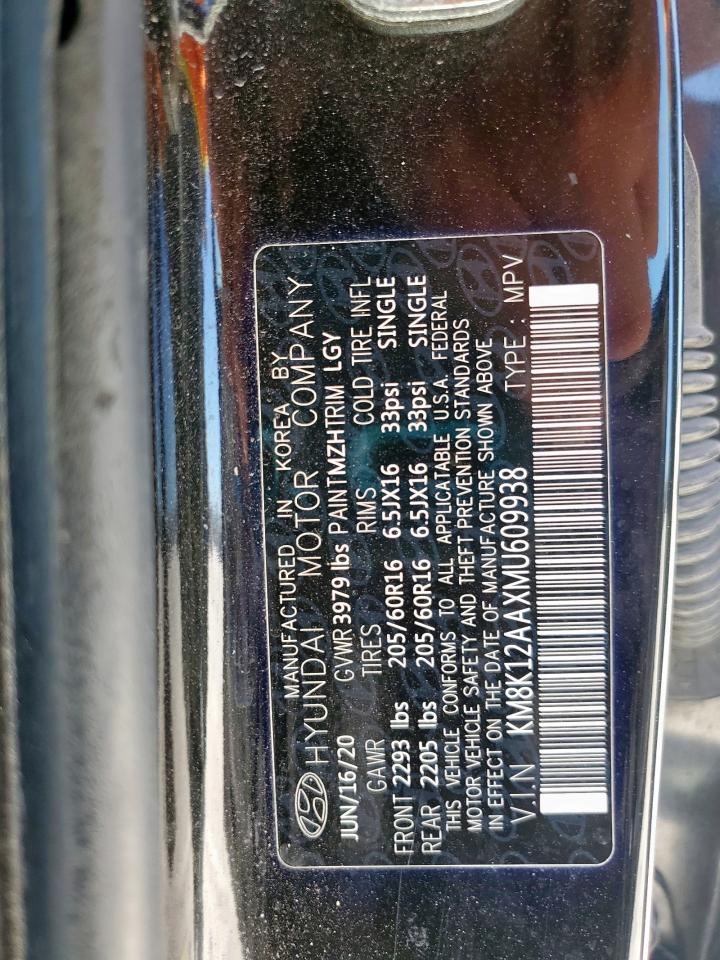 MANUFACTURED IN KOREA BY
HYUNDAI MOTOR COMPANY
JUN/16/20 GVWR 3979 lbs PAINT MZH TRIM LGY
GAWR TIRES RIMS COLD TIRE INFL
FRONT 2293 lbs 205/60R16 6.5JX16 33psi SINGLE
REAR 2205 lbs 205/60R16 6.5JX16 33psi SINGLE
THIS VEHICLE CONFORMS TO ALL APPLICATABLE U.S.A. FEDERAL
MOTOR VEHICLE SAFETY AND THEFT PREVENTION STANDARDS
IN EFFECT ON THE DATE OF MANUFACTURE SHOWN ABOVE
V.I.N KM8K12AAXMU609938 TYPE : MPV